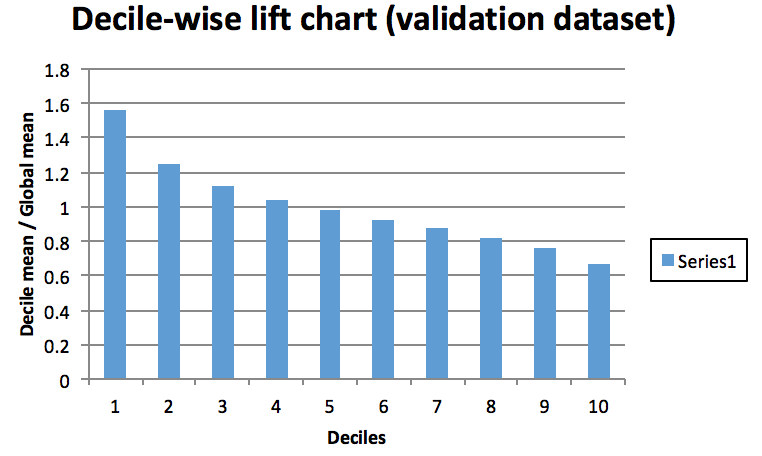 Decile-wise lift chart (validation dataset)
Decile mean / Global mean
1.8
1.6
1.4
1.2
1
0.8
0.6
0.4
0.2
0
1 2 3 4 5 6 7 8 9 10
Deciles
Series1